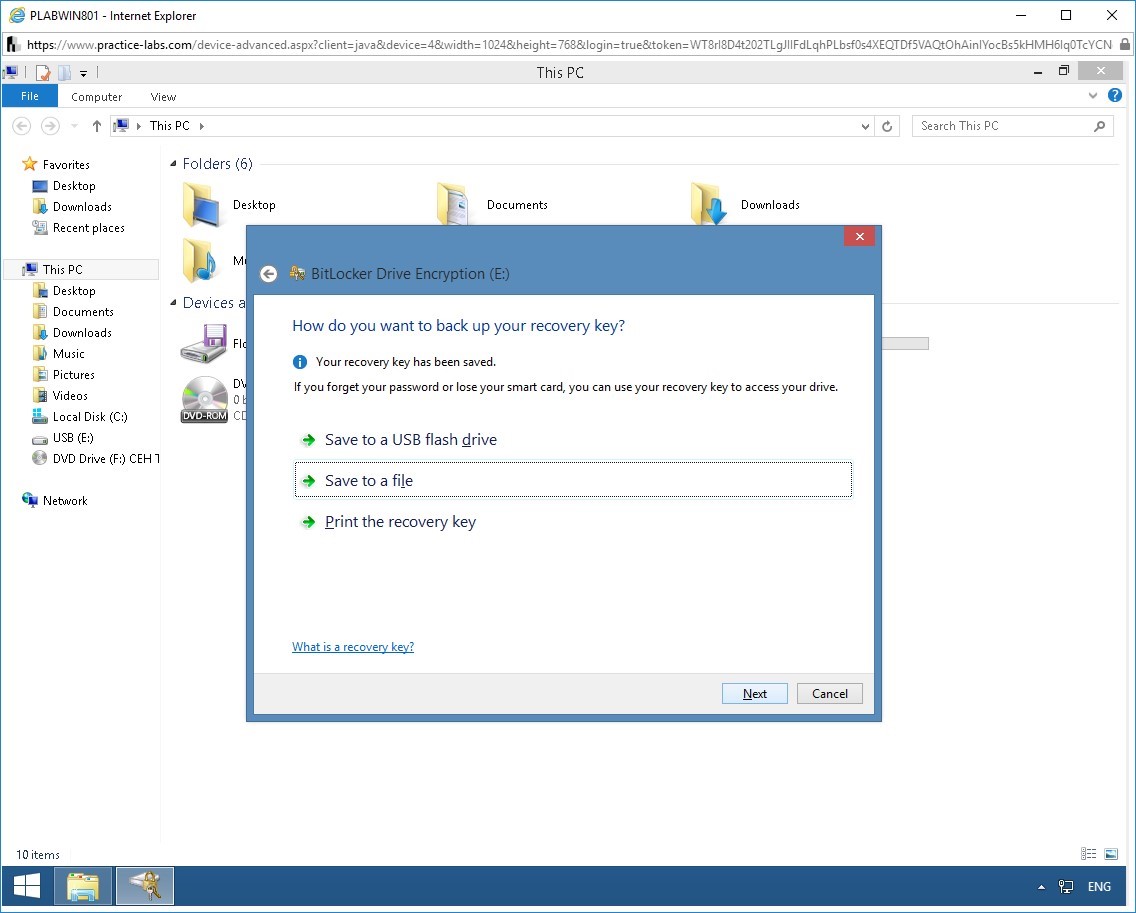 PLABWIN801 - Internet Explorer
https://www.practice-labs.com/device-advanced.aspx?client=java&device=4&width=1024&height=768&login=true&token=
This PC
File Computer View
This PC
Search This PC
Favorites
Desktop
Downloads
Recent places
This PC
Desktop
Documents
Downloads
Music
Pictures
Videos
Local Disk (C:)
USB (E:)
DVD Drive (F:) CEH T
Network
Folders (6)
Desktop Documents Downloads
Mu
Devices a
Flo
DV
0 b
CD
DVD-ROM
BitLocker Drive Encryption (E:)
How do you want to back up your recovery key?
Your recovery key has been saved.
If you forget your password or lose your smart card, you can use your recovery key to access your drive.
Save to a USB flash drive
Save to a file
Print the recovery key
What is a recovery key?
Next Cancel
10 items
ENG